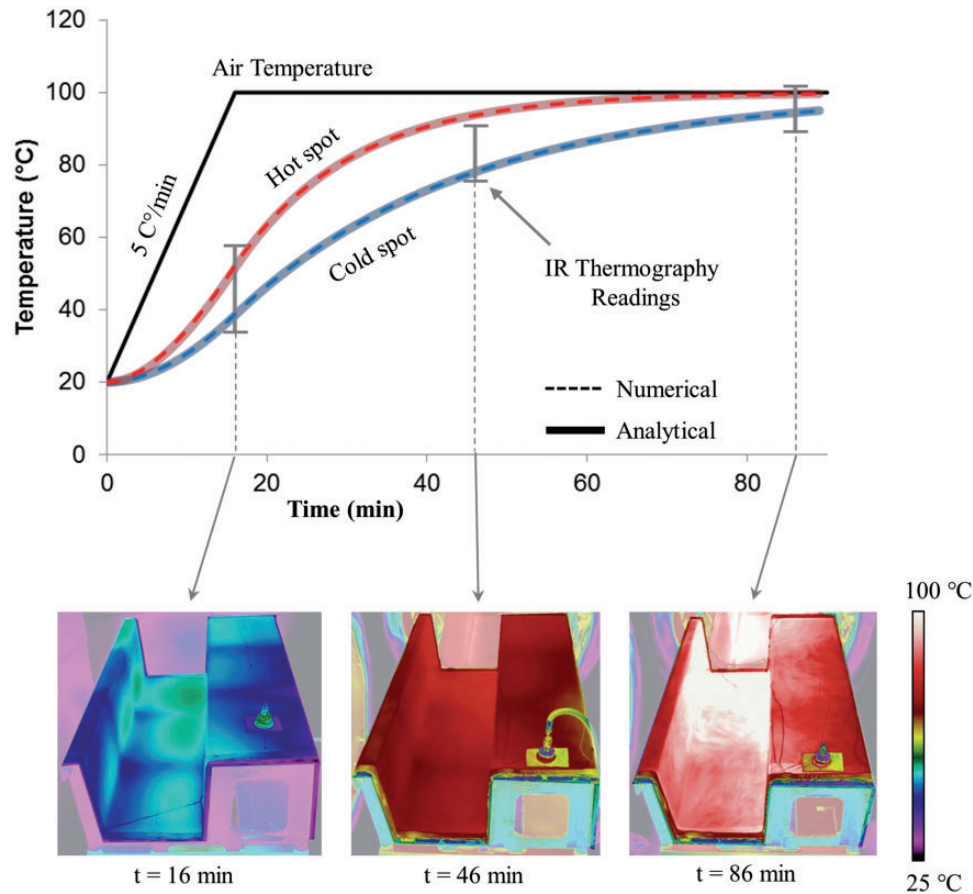 120
100
80
60
40
20
0
Temperature (°C)
Air Temperature
5 C°/min
Hot spot
Cold spot
IR Thermography
Readings
Numerical
Analytical
0
20
40
60
80
Time (min)
100 °C
25 °C
t = 16 min
t = 46 min
t = 86 min